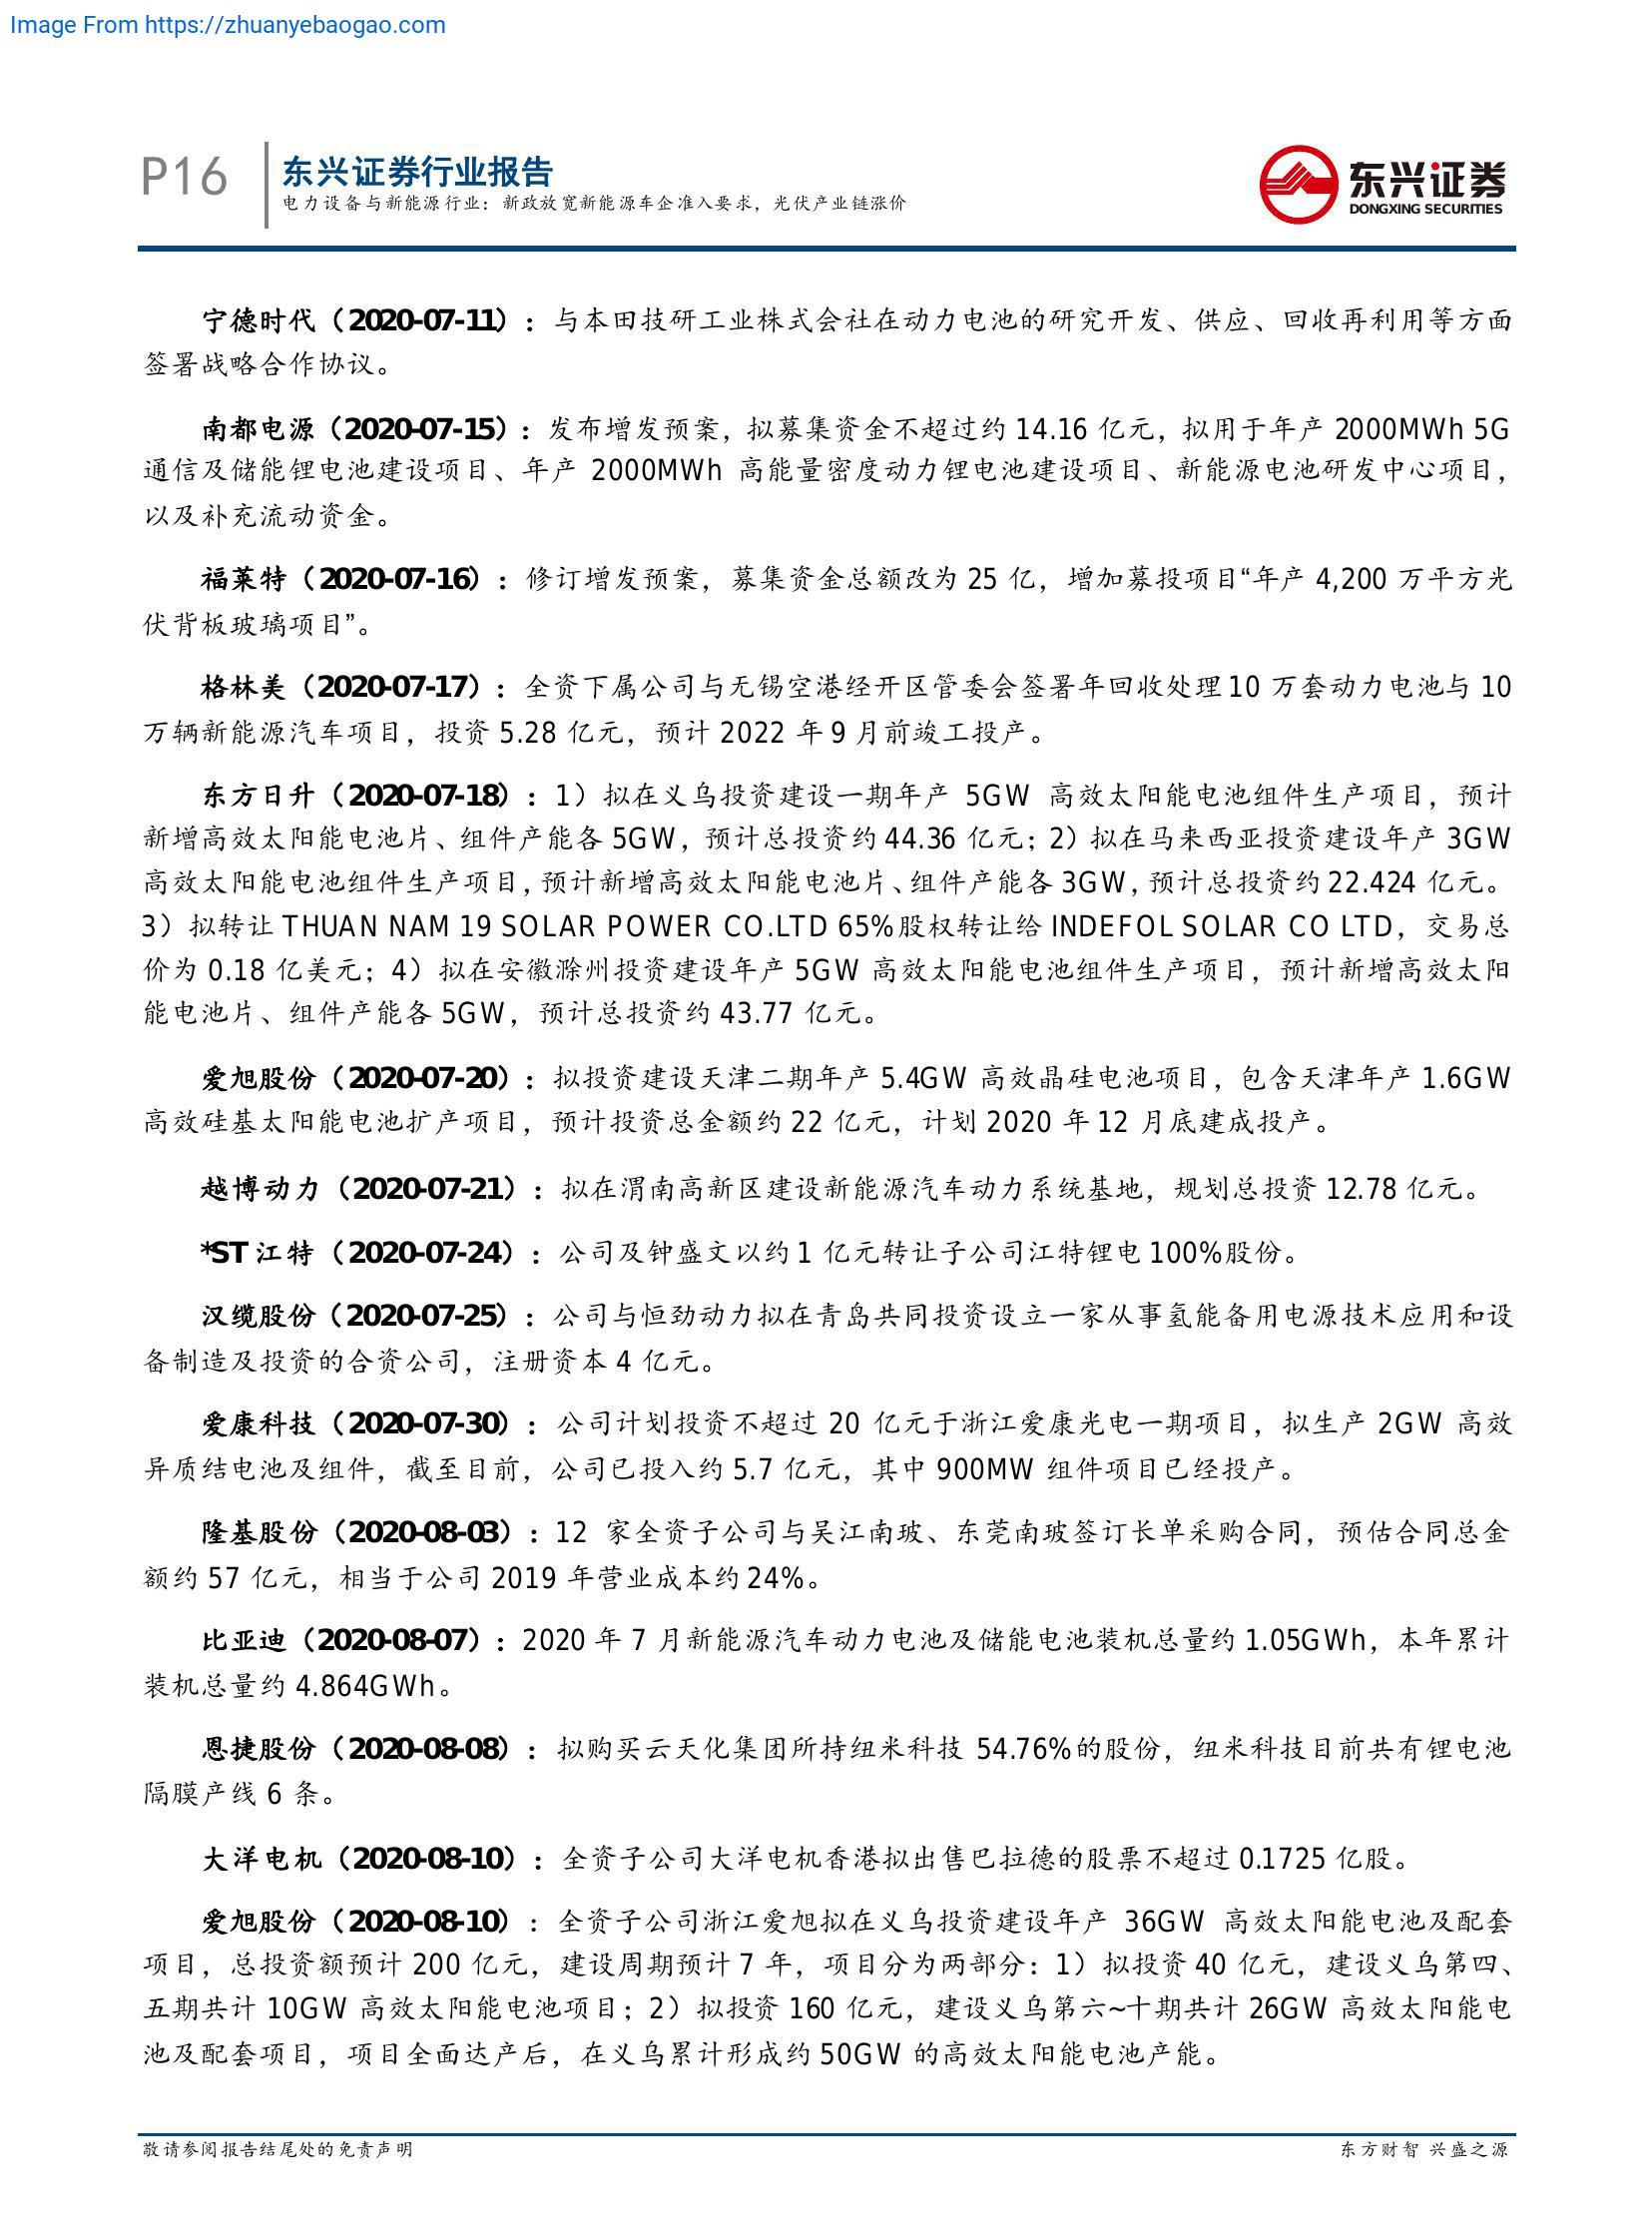 Image From https://zhuanyebaogao.com
P16
东兴证券行业报告
电力设备与新能源行业：新政放宽新能源车企准入要求，光伏产业链涨价
东兴证券
DONGXING SECURITIES
宁德时代（2020-07-11）：与本田技研工业株式会社在动力电池的研究开发、供应、回收再利用等方面
签署战略合作协议。
南都电源（2020-07-15）：发布增发预案，拟募集资金不超过约 14.16 亿元，拟用于年产 2000MWh 5G
通信及储能锂电池建设项目、年产 2000MWh 高能量密度动力锂电池建设项目、新能源电池研发中心项目，
以及补充流动资金。
福莱特（2020-07-16）：修订增发预案，募集资金总额改为 25 亿，增加募投项目“年产 4,200 万平方光
伏背板玻璃项目”。
格林美（2020-07-17）：全资下属公司与无锡空港经开区管委会签署年回收处理 10 万套动力电池与 10
万辆新能源汽车项目，投资 5.28 亿元，预计 2022 年 9 月前竣工投产。
东方日升（2020-07-18）：1）拟在义乌投资建设一期年产 5GW 高效太阳能电池组件生产项目，预计
新增高效太阳能电池片、组件产能各 5GW，预计总投资约 44.36 亿元；2）拟在马来西亚投资建设年产 3GW
高效太阳能电池组件生产项目，预计新增高效太阳能电池片、组件产能各 3GW，预计总投资约 22.424 亿元。
3）拟转让 THUAN NAM 19 SOLAR POWER CO.LTD 65%股权转让给 INDEFOL SOLAR CO LTD，交易总
价为 0.18 亿美元；4）拟在安徽滁州投资建设年产 5GW 高效太阳能电池组件生产项目，预计新增高效太阳
能电池片、组件产能各 5GW，预计总投资约 43.77 亿元。
爱旭股份（2020-07-20）：拟投资建设天津二期年产 5.4GW 高效晶硅电池项目，包含天津年产 1.6GW
高效硅基太阳能电池扩产项目，预计投资总金额约 22 亿元，计划 2020 年 12 月底建成投产。
越博动力（2020-07-21）：拟在渭南高新区建设新能源汽车动力系统基地，规划总投资 12.78 亿元。
*ST 江特（2020-07-24）：公司及钟盛文以约 1 亿元转让子公司江特锂电 100%股份。
汉缆股份（2020-07-25）：公司与恒劲动力拟在青岛共同投资设立一家从事氢能备用电源技术应用和设
备制造及投资的合资公司，注册资本 4 亿元。
爱康科技（2020-07-30）：公司计划投资不超过 20 亿元于浙江爱康光电一期项目，拟生产 2GW 高效
异质结电池及组件，截至目前，公司已投入约 5.7 亿元，其中 900MW 组件项目已经投产。
隆基股份（2020-08-03）：12 家全资子公司与吴江南玻、东莞南玻签订长单采购合同，预估合同总金
额约 57 亿元，相当于公司 2019 年营业成本约 24%。
比亚迪（2020-08-07）：2020 年 7 月新能源汽车动力电池及储能电池装机总量约 1.05GWh，本年累计
装机总量约 4.864GWh。
恩捷股份（2020-08-08）：拟购买云天化集团所持纽米科技 54.76%的股份，纽米科技目前共有锂电池
隔膜产线 6 条。
大洋电机（2020-08-10）：全资子公司大洋电机香港拟出售巴拉德的股票不超过 0.1725 亿股。
爱旭股份（2020-08-10）：全资子公司浙江爱旭拟在义乌投资建设年产 36GW 高效太阳能电池及配套
项目，总投资额预计 200 亿元，建设周期预计 7 年，项目分为两部分：1）拟投资 40 亿元，建设义乌第四、
五期共计 10GW 高效太阳能电池项目；2）拟投资 160 亿元，建设义乌第六~十期共计 26GW 高效太阳能电
池及配套项目，项目全面达产后，在义乌累计形成约 50GW 的高效太阳能电池产能。
敬请参阅报告结尾处的免责声明
东方财智 兴盛之源